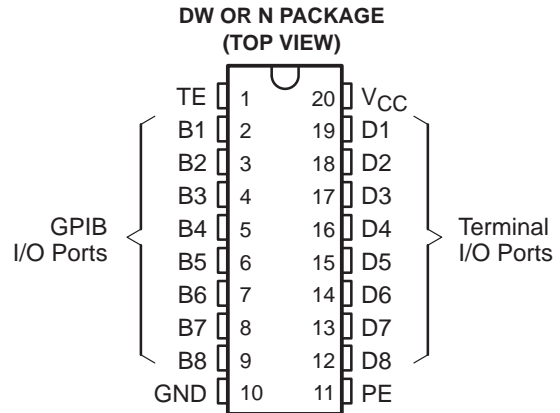 DW OR N PACKAGE
(TOP VIEW)
TE 1 20 VCC
B1 2 19 D1
B2 3 18 D2
B3 4 17 D3
B4 5 16 D4
B5 6 15 D5
B6 7 14 D6
B7 8 13 D7
B8 9 12 D8
GND 10 11 PE
GPIB
I/O Ports
Terminal
I/O Ports